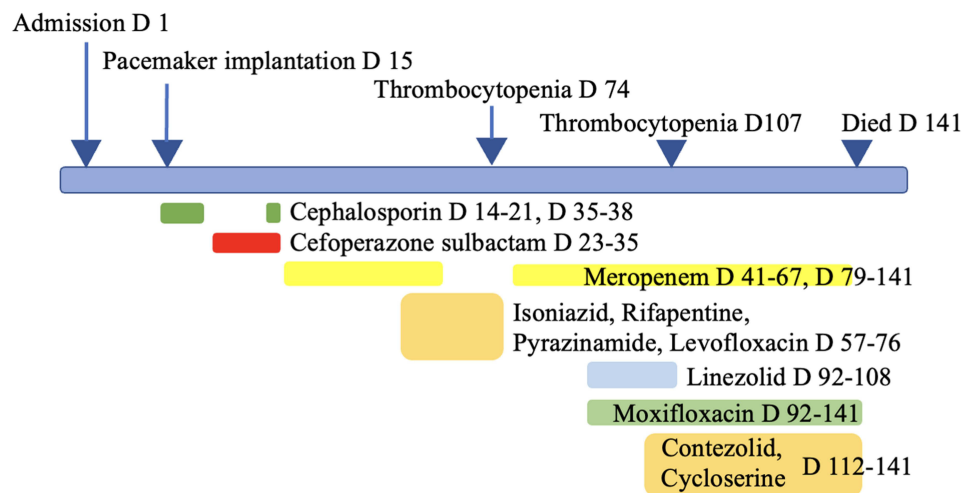 Admission D 1
Pacemaker implantation D 15
Thrombocytopenia D 74
Thrombocytopenia D107
Died D 141
Cephalosporin D 14-21, D 35-38
Cefoperazone sulbactam D 23-35
Meropenem D 41-67, D 79-141
Isoniazid, Rifapentine,
Pyrazinamide, Levofloxacin D 57-76
Linezolid D 92-108
Moxifloxacin D 92-141
Contezolid,
Cycloserine
D 112-141